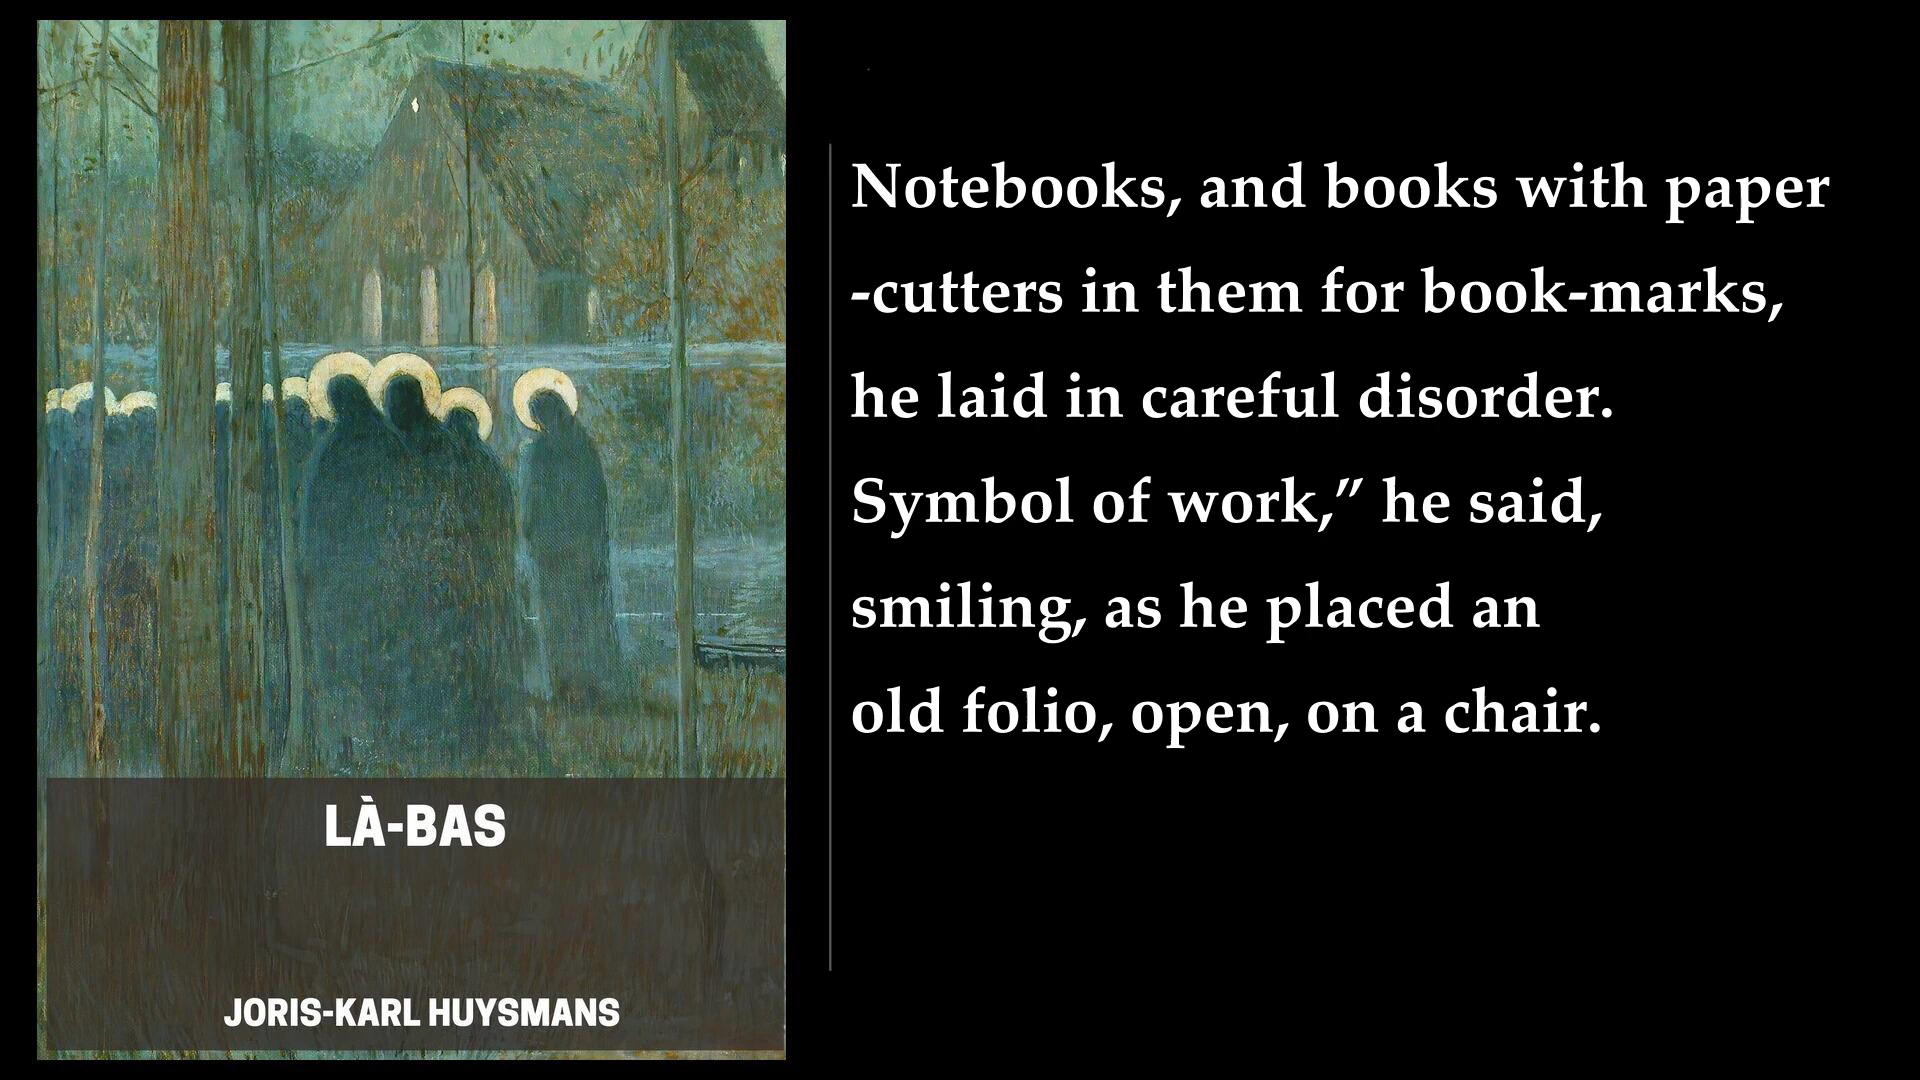 LÀ-BAS
JORIS-KARL HUYSMANS
Notebooks, and books with paper
-cutters in them for book-marks,
he laid in careful disorder.
Symbol of work,” he said,
smiling, as he placed an
old folio, open, on a chair.